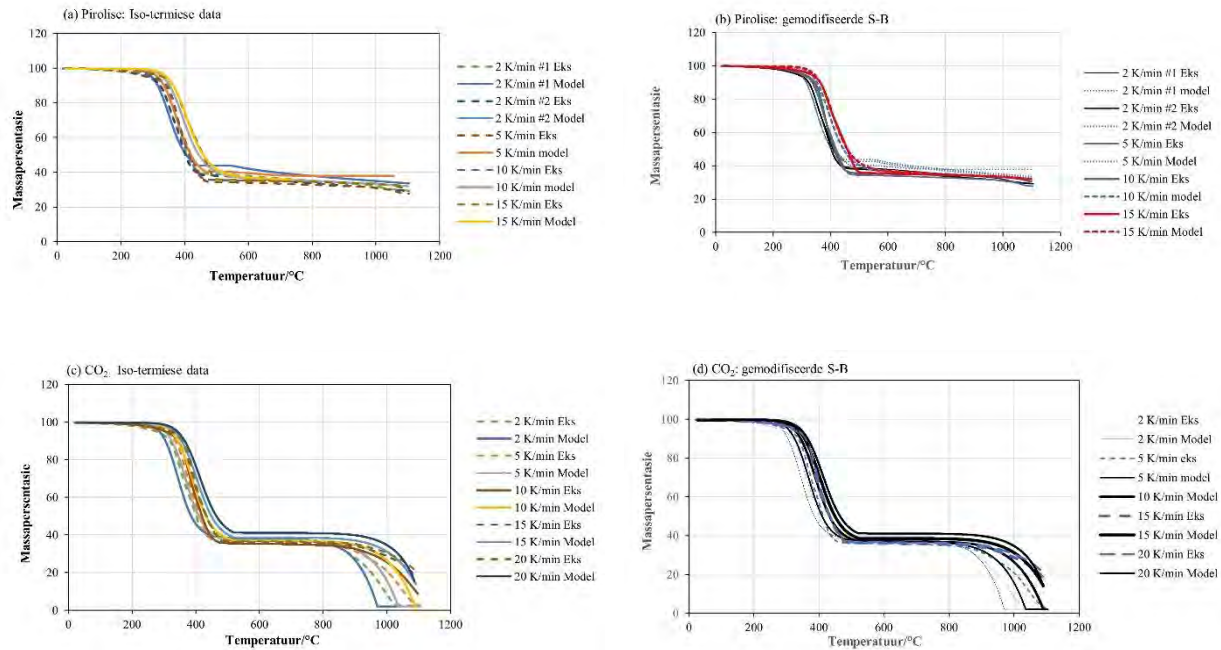 (a) Pirolise: Iso-termiese data
Massapersentasie
120
100
80
60
40
20
0
0 200 400 600 800 1000 1200
Temperatuur/°C
2 K/min #1 Eks
2 K/min #1 Model
2 K/min #2 Eks
2 K/min #2 Model
5 K/min Eks
5 K/min model
10 K/min Eks
10 K/min model
15 K/min Eks
15 K/min Model
(b) Pirolise: gemodifiseerde S-B
Massapersentasie
120
100
80
60
40
20
0
0 200 400 600 800 1000 1200
Temperatuur/°C
2 K/min #1 Eks
2 K/min #1 model
2 K/min #2 Eks
2 K/min #2 Model
5 K/min Eks
5 K/min Model
10 K/min Eks
10 K/min model
15 K/min Eks
15 K/min Model
(c) CO₂: Iso-termiese data
Massapersentasie
120
100
80
60
40
20
0
0 200 400 600 800 1000 1200
Temperatuur/°C
2 K/min Eks
2 K/min Model
5 K/min Eks
5 K/min Model
10 K/min Eks
10 K/min Model
15 K/min Eks
15 K/min Model
20 K/min Eks
20 K/min Model
(d) CO₂: gemodifiseerde S-B
Massapersentasie
120
100
80
60
40
20
0
0 200 400 600 800 1000 1200
Temperatuur/°C
2 K/min Eks
2 K/min Model
5 K/min eks
5 K/min model
10 K/min Model
15 K/min Eks
15 K/min Model
20 K/min Eks
20 K/min Model